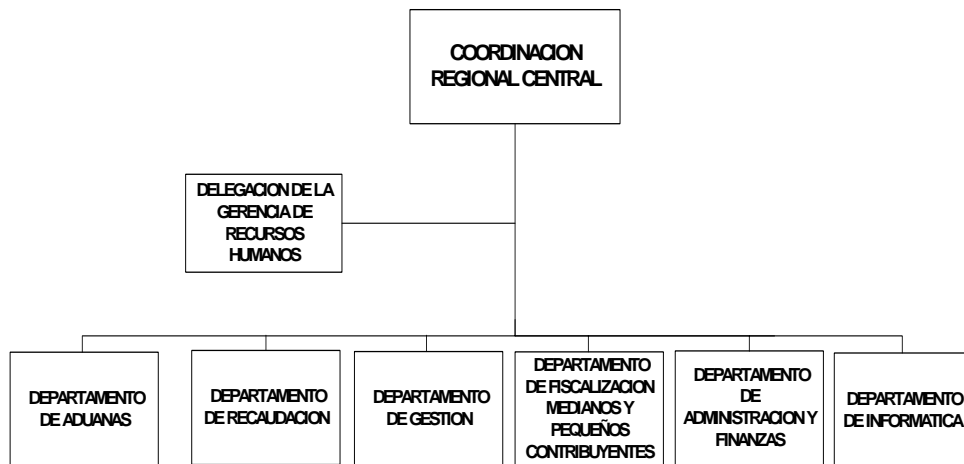 COORDINACION
REGIONAL CENTRAL
DELEGACION DE LA
GERENCIA DE
RECURSOS
HUMANOS
DEPARTAMENTO
DE ADUANAS
DEPARTAMENTO
DE RECAUDACION
DEPARTAMENTO
DE GESTION
DEPARTAMENTO
DE FISCALIZACION
MEDIANOS Y
PEQUEÑOS
CONTRIBUYENTES
DEPARTAMENTO
DE
ADMINISTRACION Y
FINANZAS
DEPARTAMENTO
DE INFORMATICA